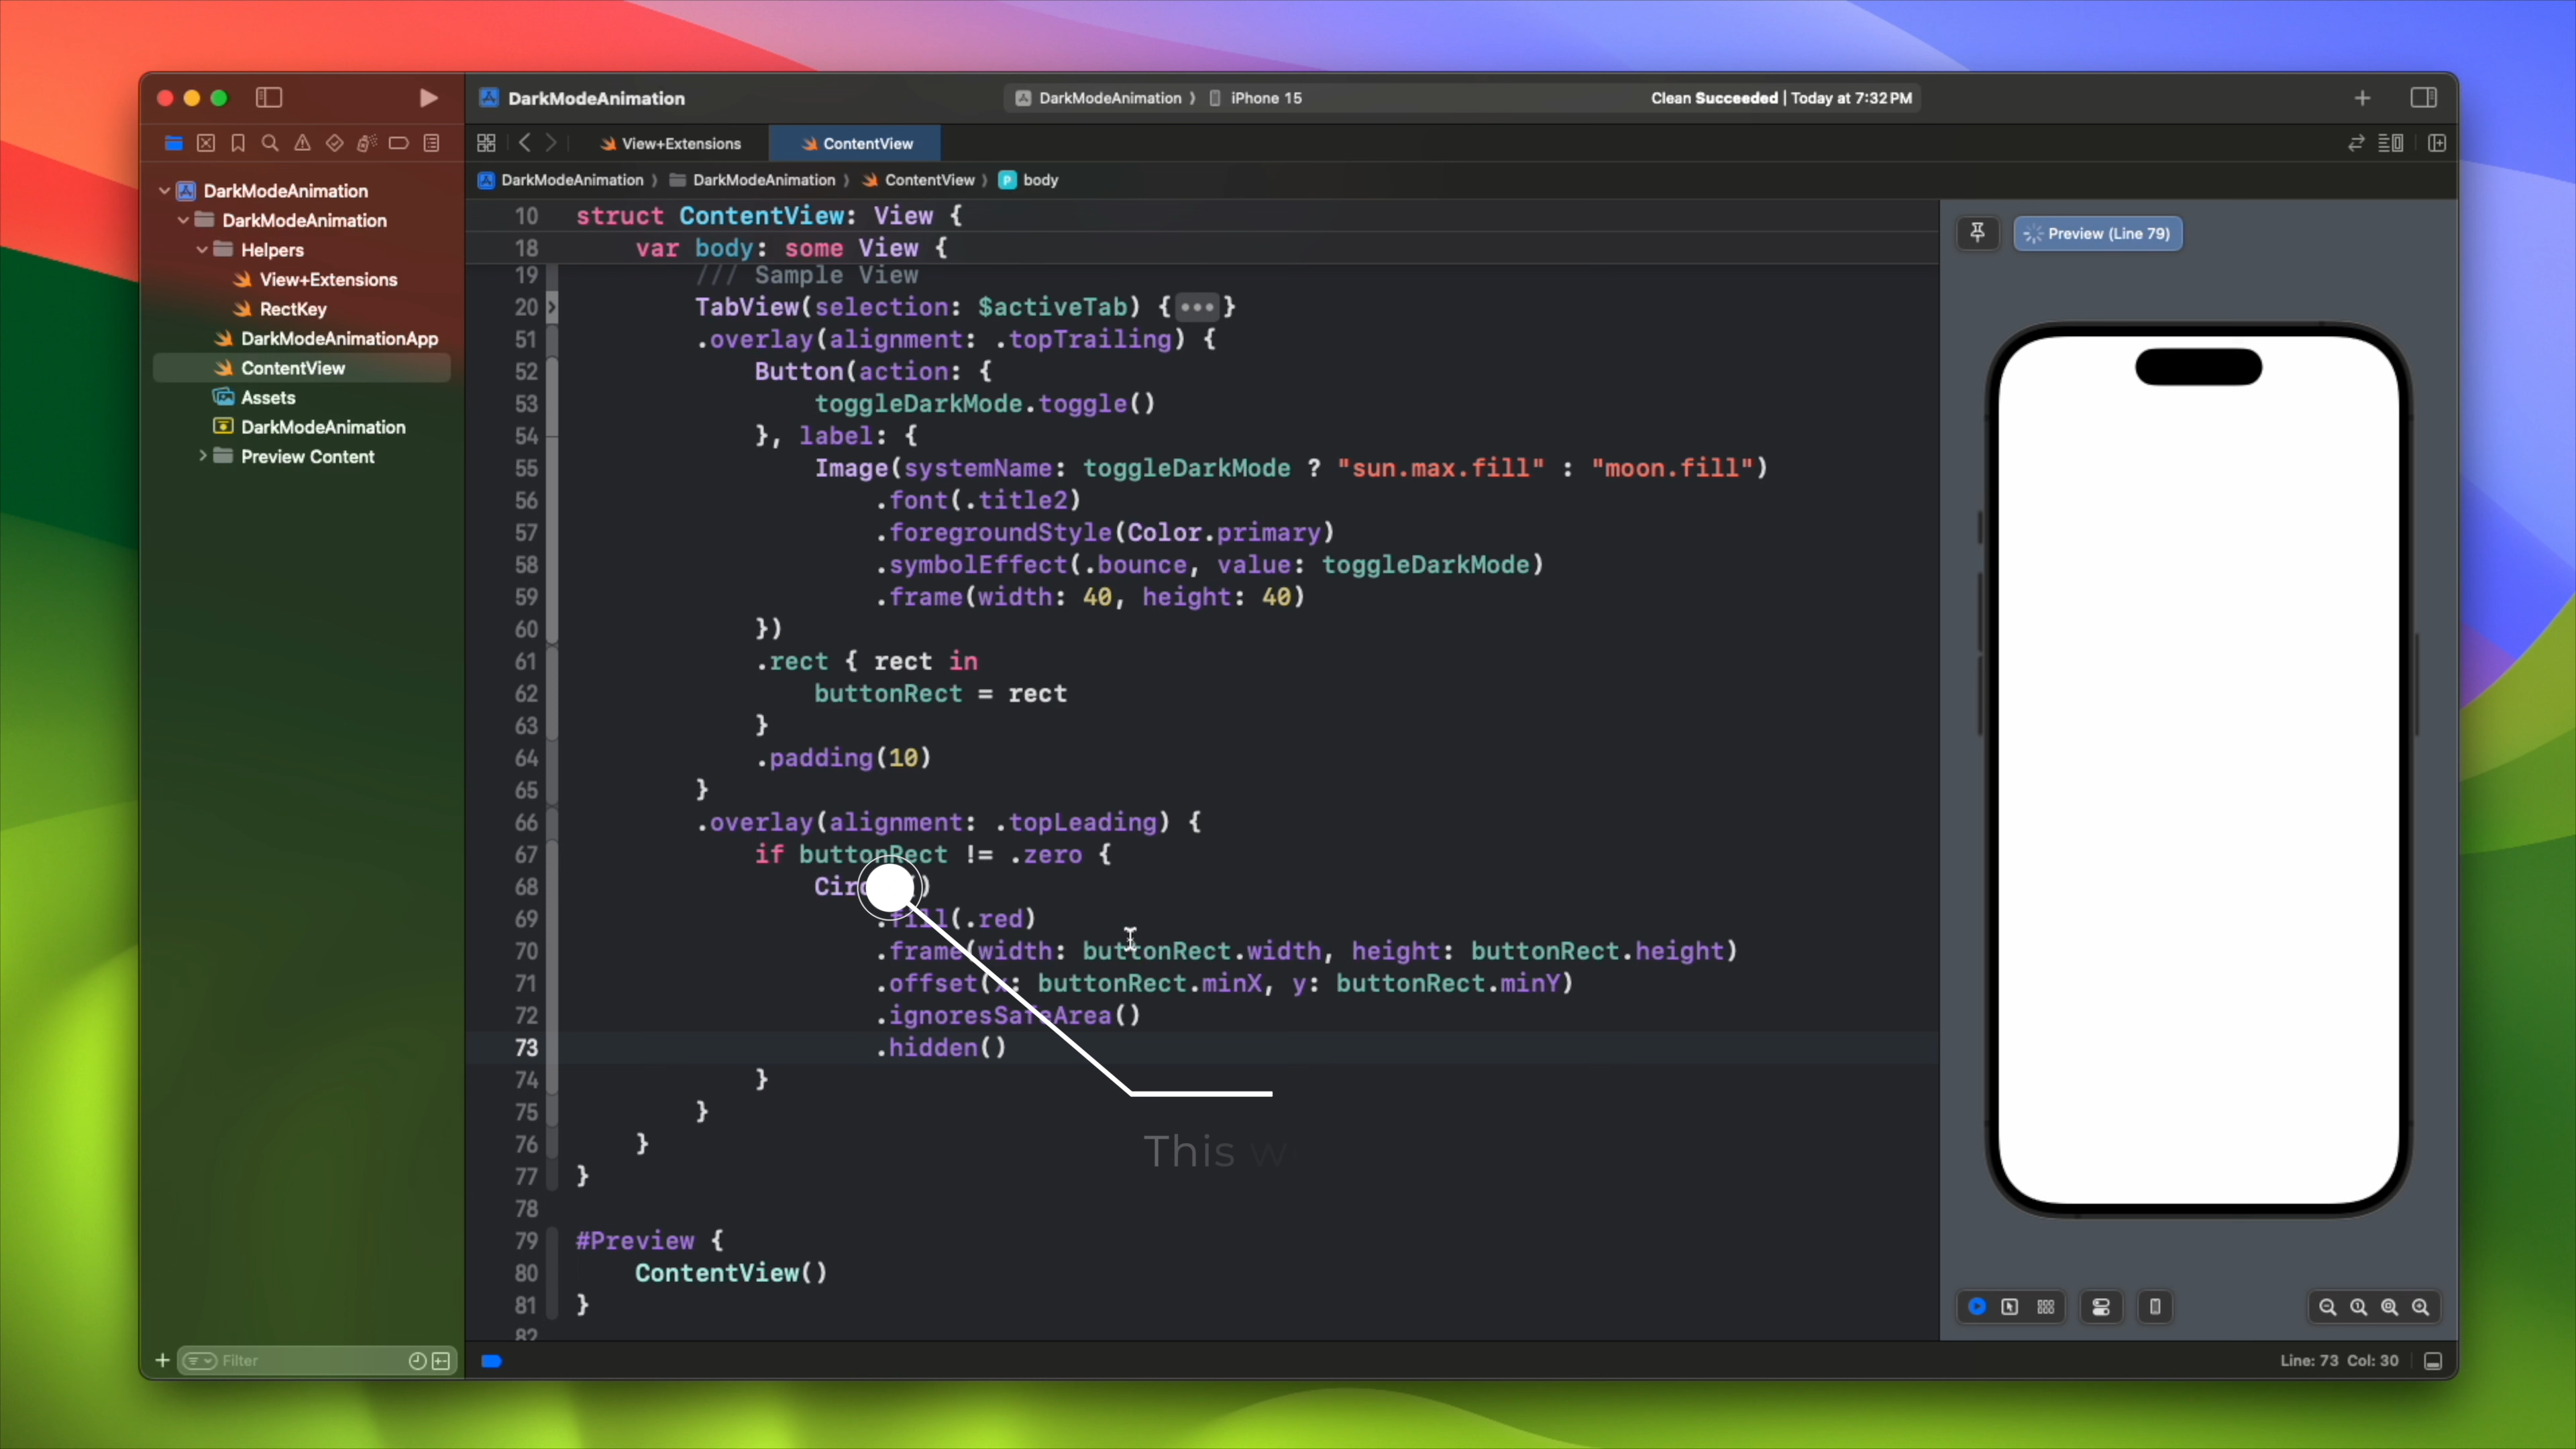 DarkModeAnimation
DarkModeAnimation
iPhone 15
Clean Succeeded | Today at 7:32 PM
View+Extensions
ContentView
DarkModeAnimation
DarkModeAnimation
ContentView
body
DarkModeAnimation
DarkModeAnimation
Helpers
View+Extensions
RectKey
DarkModeAnimationApp
ContentView
Assets
DarkModeAnimation
Preview Content
Filter
10 struct ContentView: View {
18 var body: some View {
19 /// Sample View
20 TabView(selection: $activeTab) {•••}
51 .overlay(alignment: .topTrailing) {
52 Button(action: {
53 toggleDarkMode.toggle()
54 }, label: {
55 Image(systemName: toggleDarkMode ? "sun.max.fill" : "moon.fill")
56 .font(.title2)
57 .foregroundStyle(Color.primary)
58 .symbolEffect(.bounce, value: toggleDarkMode)
59 .frame(width: 40, height: 40)
60 })
61 .rect { rect in
62 buttonRect = rect
63 }
64 .padding(10)
65 }
66 .overlay(alignment: .topLeading) {
67 if buttonRect != .zero {
68 )
69 .fill(.red)
70 .frame(width: buttonRect.width, height: buttonRect.height)
71 .offset(x: buttonRect.minX, y: buttonRect.minY)
72 .ignoresSafeArea()
73 .hidden()
74 }
75 }
76 }
77 }
78
79 #Preview {
80 ContentView()
81 }
82
This
Preview (Line 79)
Line: 73 Col: 30